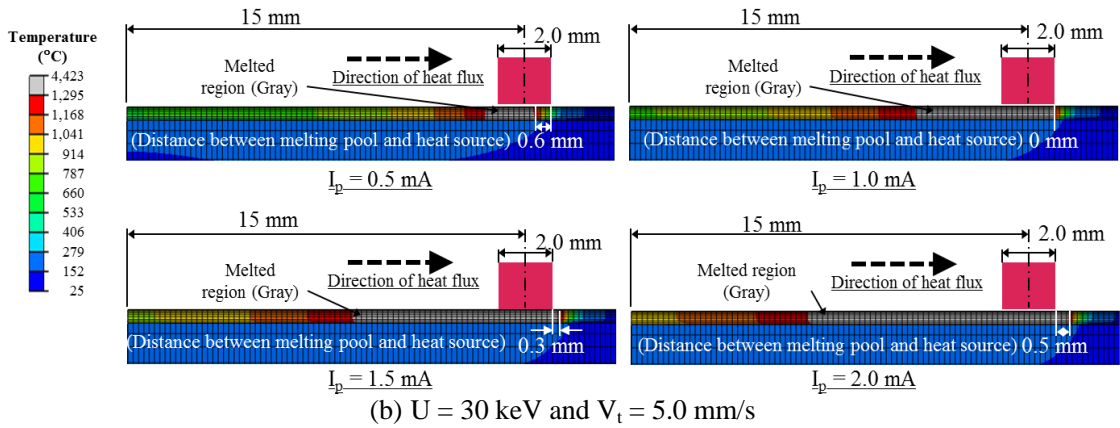 Temperature
(°C)
4,423
1,295
1,168
1,041
914
787
660
533
406
279
152
25
15 mm
2.0 mm
Direction of heat flux
Melted
region (Gray)
(Distance between melting pool and heat source) 0.6 mm
I_p = 0.5 mA
15 mm
2.0 mm
Direction of heat flux
Melted
region (Gray)
(Distance between melting pool and heat source) 0 mm
I_p = 1.0 mA
15 mm
2.0 mm
Direction of heat flux
Melted
region (Gray)
(Distance between melting pool and heat source) 0.3 mm
I_p = 1.5 mA
15 mm
2.0 mm
Direction of heat flux
Melted region
(Gray)
(Distance between melting pool and heat source) 0.5 mm
I_p = 2.0 mA
(b) U = 30 keV and V_t = 5.0 mm/s